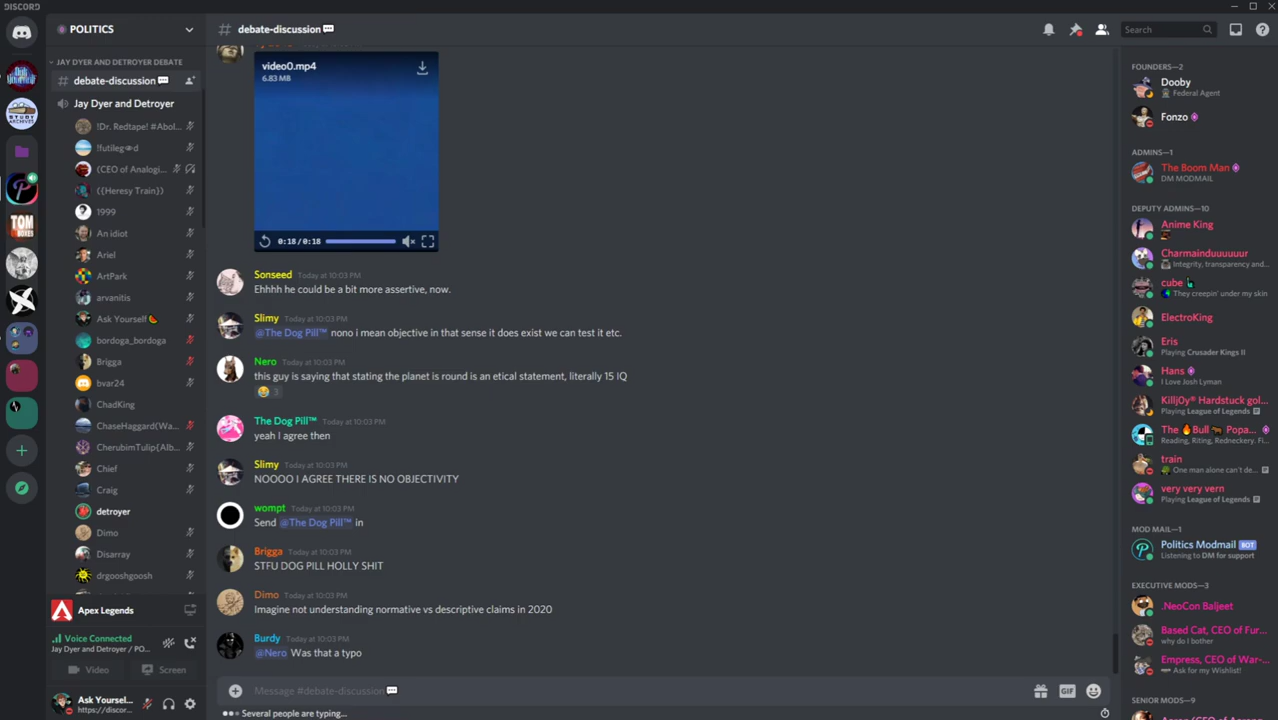 DISCORD
POLITICS
debate-discussion
Search
JAY DYER AND DETROYER DEBATE
debate-discussion
Jay Dyer and Detroyer
!Dr. Redtape! #Abol...
!futileg d
(CEO of Analogi...
((Heresy Train))
1999
An idiot
Ariel
ArtPark
arvanitis
Ask Yourself
bordoga_bordoga
Brigga
bvar24
ChadKing
ChaseHaggard(Wa...
CherubimTulip{Alb...
Chief
Craig
detroyer
Dimo
Disarray
drgooshgoosh
Apex Legends
Voice Connected
Jay Dyer and Detroyer / PO...
Video
Screen
Ask Yoursel...
https://discor...
video0.mp4
6.83 MB
0:18/0:18
Sonseed Today at 10:03 PM
Ehhhh he could be a bit more assertive, now.
Slimy Today at 10:03 PM
@The Dog Pill™ nono i mean objective in that sense it does exist we can test it etc.
Nero Today at 10:03 PM
this guy is saying that stating the planet is round is an etical statement, literally 15 IQ
3
The Dog Pill™ Today at 10:03 PM
yeah I agree then
Slimy Today at 10:03 PM
NOOOO I AGREE THERE IS NO OBJECTIVITY
wompt Today at 10:03 PM
Send @The Dog Pill™ in
Brigga Today at 10:03 PM
STFU DOG PILL HOLLY SHIT
Dimo Today at 10:03 PM
Imagine not understanding normative vs descriptive claims in 2020
Burdy Today at 10:03 PM
@Nero Was that a typo
Message #debate-discussion
GIF
Several people are typing...
FOUNDERS—2
Dooby
Federal Agent
Fonzo
ADMINS—1
The Boom Man
DM MODMAIL
DEPUTY ADMINS—10
Anime King
Charmainduuuuuur
Integrity, transparency and...
cube
They creepin' under my skin
ElectroKing
Eris
Playing Crusader Kings II
Hans
I Love Josh Lyman
Killj0y® Hardstuck gol...
Playing League of Legends
The Bull Popa...
Reading, Riting, Redneckery. Fi...
train
One man alone can't de...
very very vern
Playing League of Legends
MOD MAIL—1
Politics Modmail BOT
Listening to DM for support
EXECUTIVE MODS—3
.NeoCon Baljeet
Based Cat, CEO of Fur...
why do I bother
Empress, CEO of War-...
Ask for my Wishlist!
SENIOR MODS—9